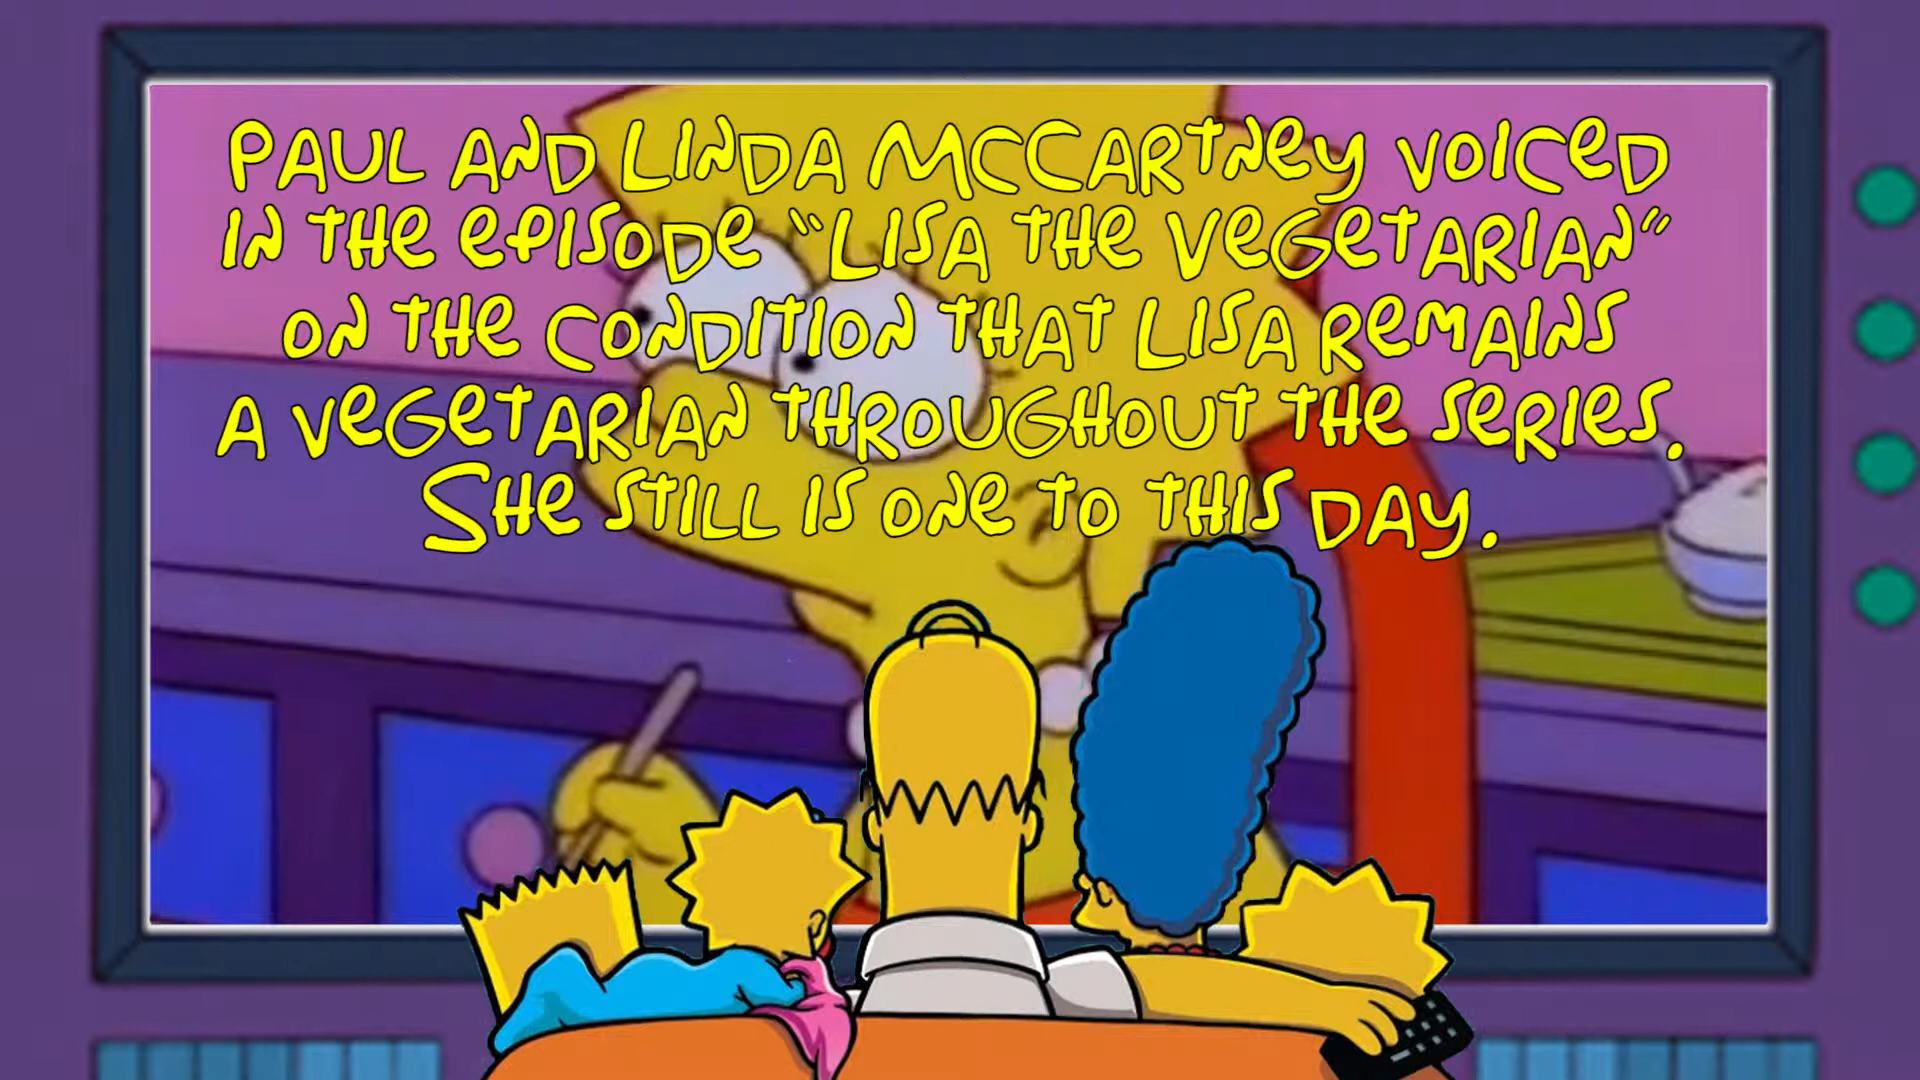 PAUL AND LINDA MCCARTNEY VOICED
IN THE EPISODE “LISA THE VEGETARIAN”
ON THE CONDITION THAT LISA REMAINS
A VEGETARIAN THROUGHOUT THE SERIES.
SHE STILL IS ONE TO THIS DAY.